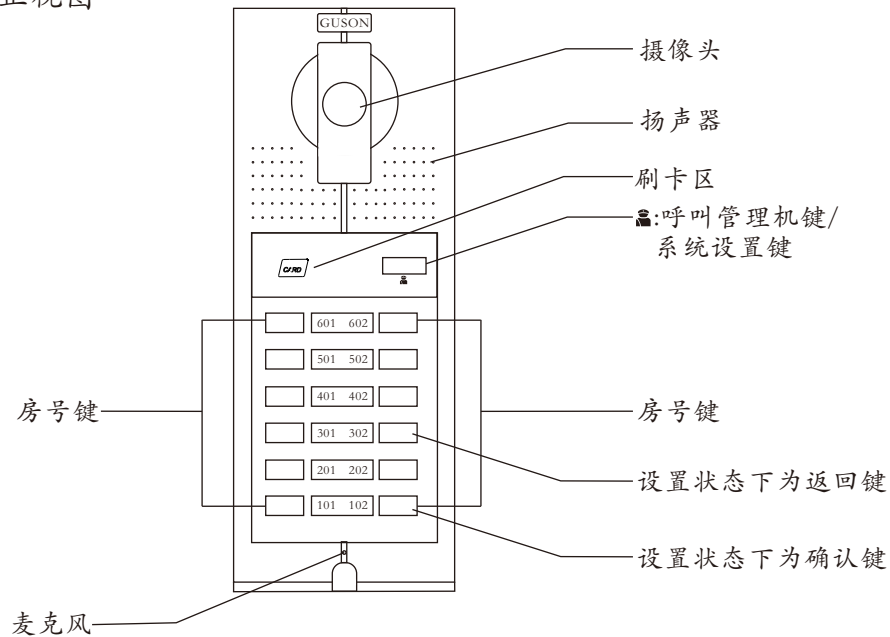 正视图
GUSON
摄像头
扬声器
刷卡区
:呼叫管理机键/
系统设置键
CARD
601 602
501 502
401 402
301 302
201 202
101 102
房号键
房号键
设置状态下为返回键
设置状态下为确认键
麦克风